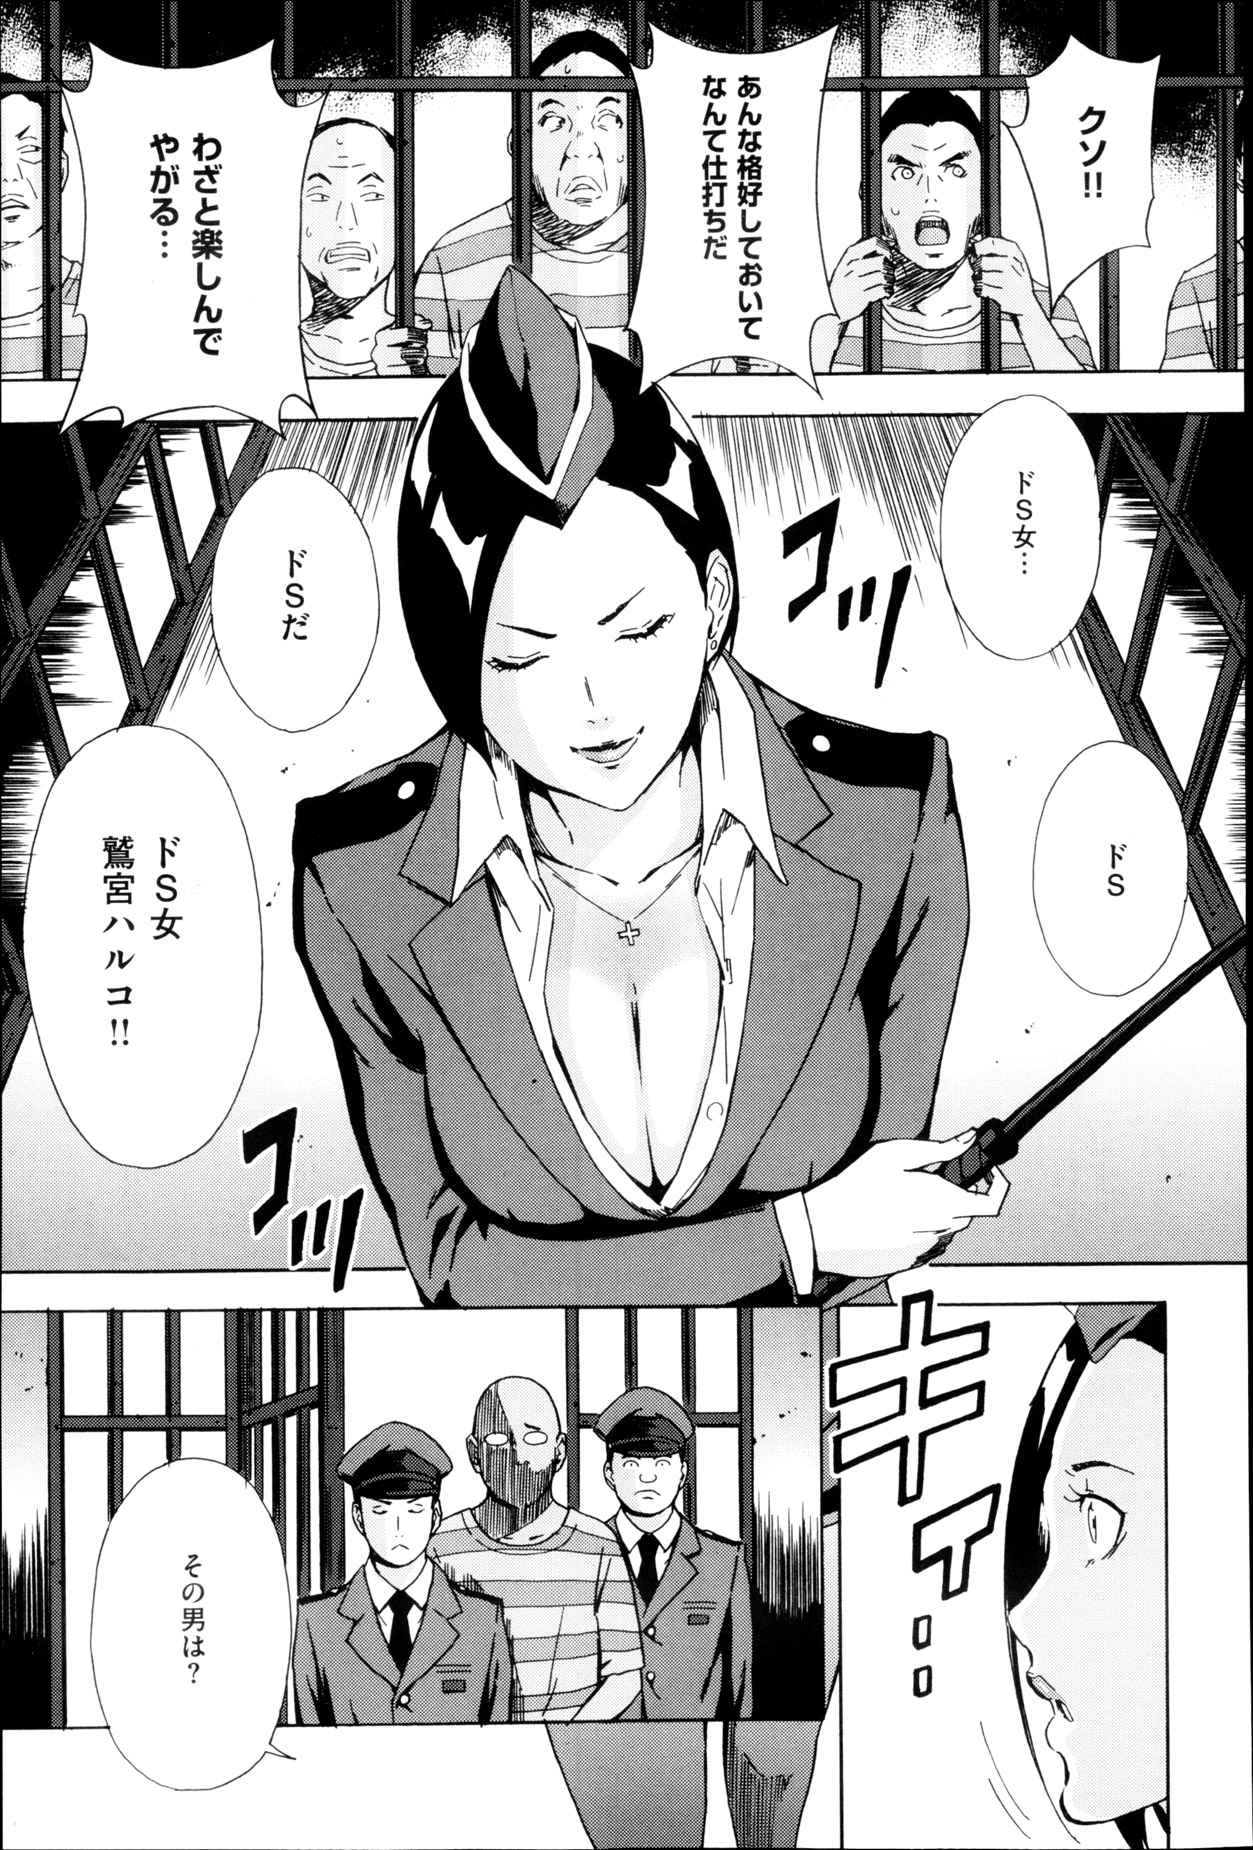 クソ!!
あんな格好しておいて
なんて仕打ちだ
わざと楽しんで
やがる…
ドS女…
コッ
ドS
ドSだ
ドS女
鷲宮ハルコ!!
コッ
キィ…
その男は?